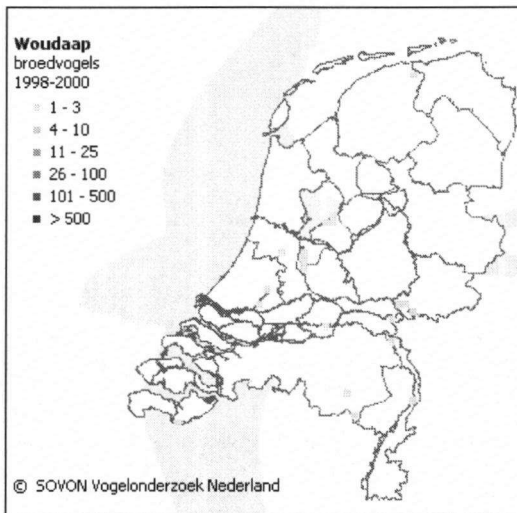 Woudaap
broedvogels
1998-2000
1 - 3
4 - 10
11 - 25
26 - 100
101 - 500
> 500
© SOVON Vogelonderzoek Nederland